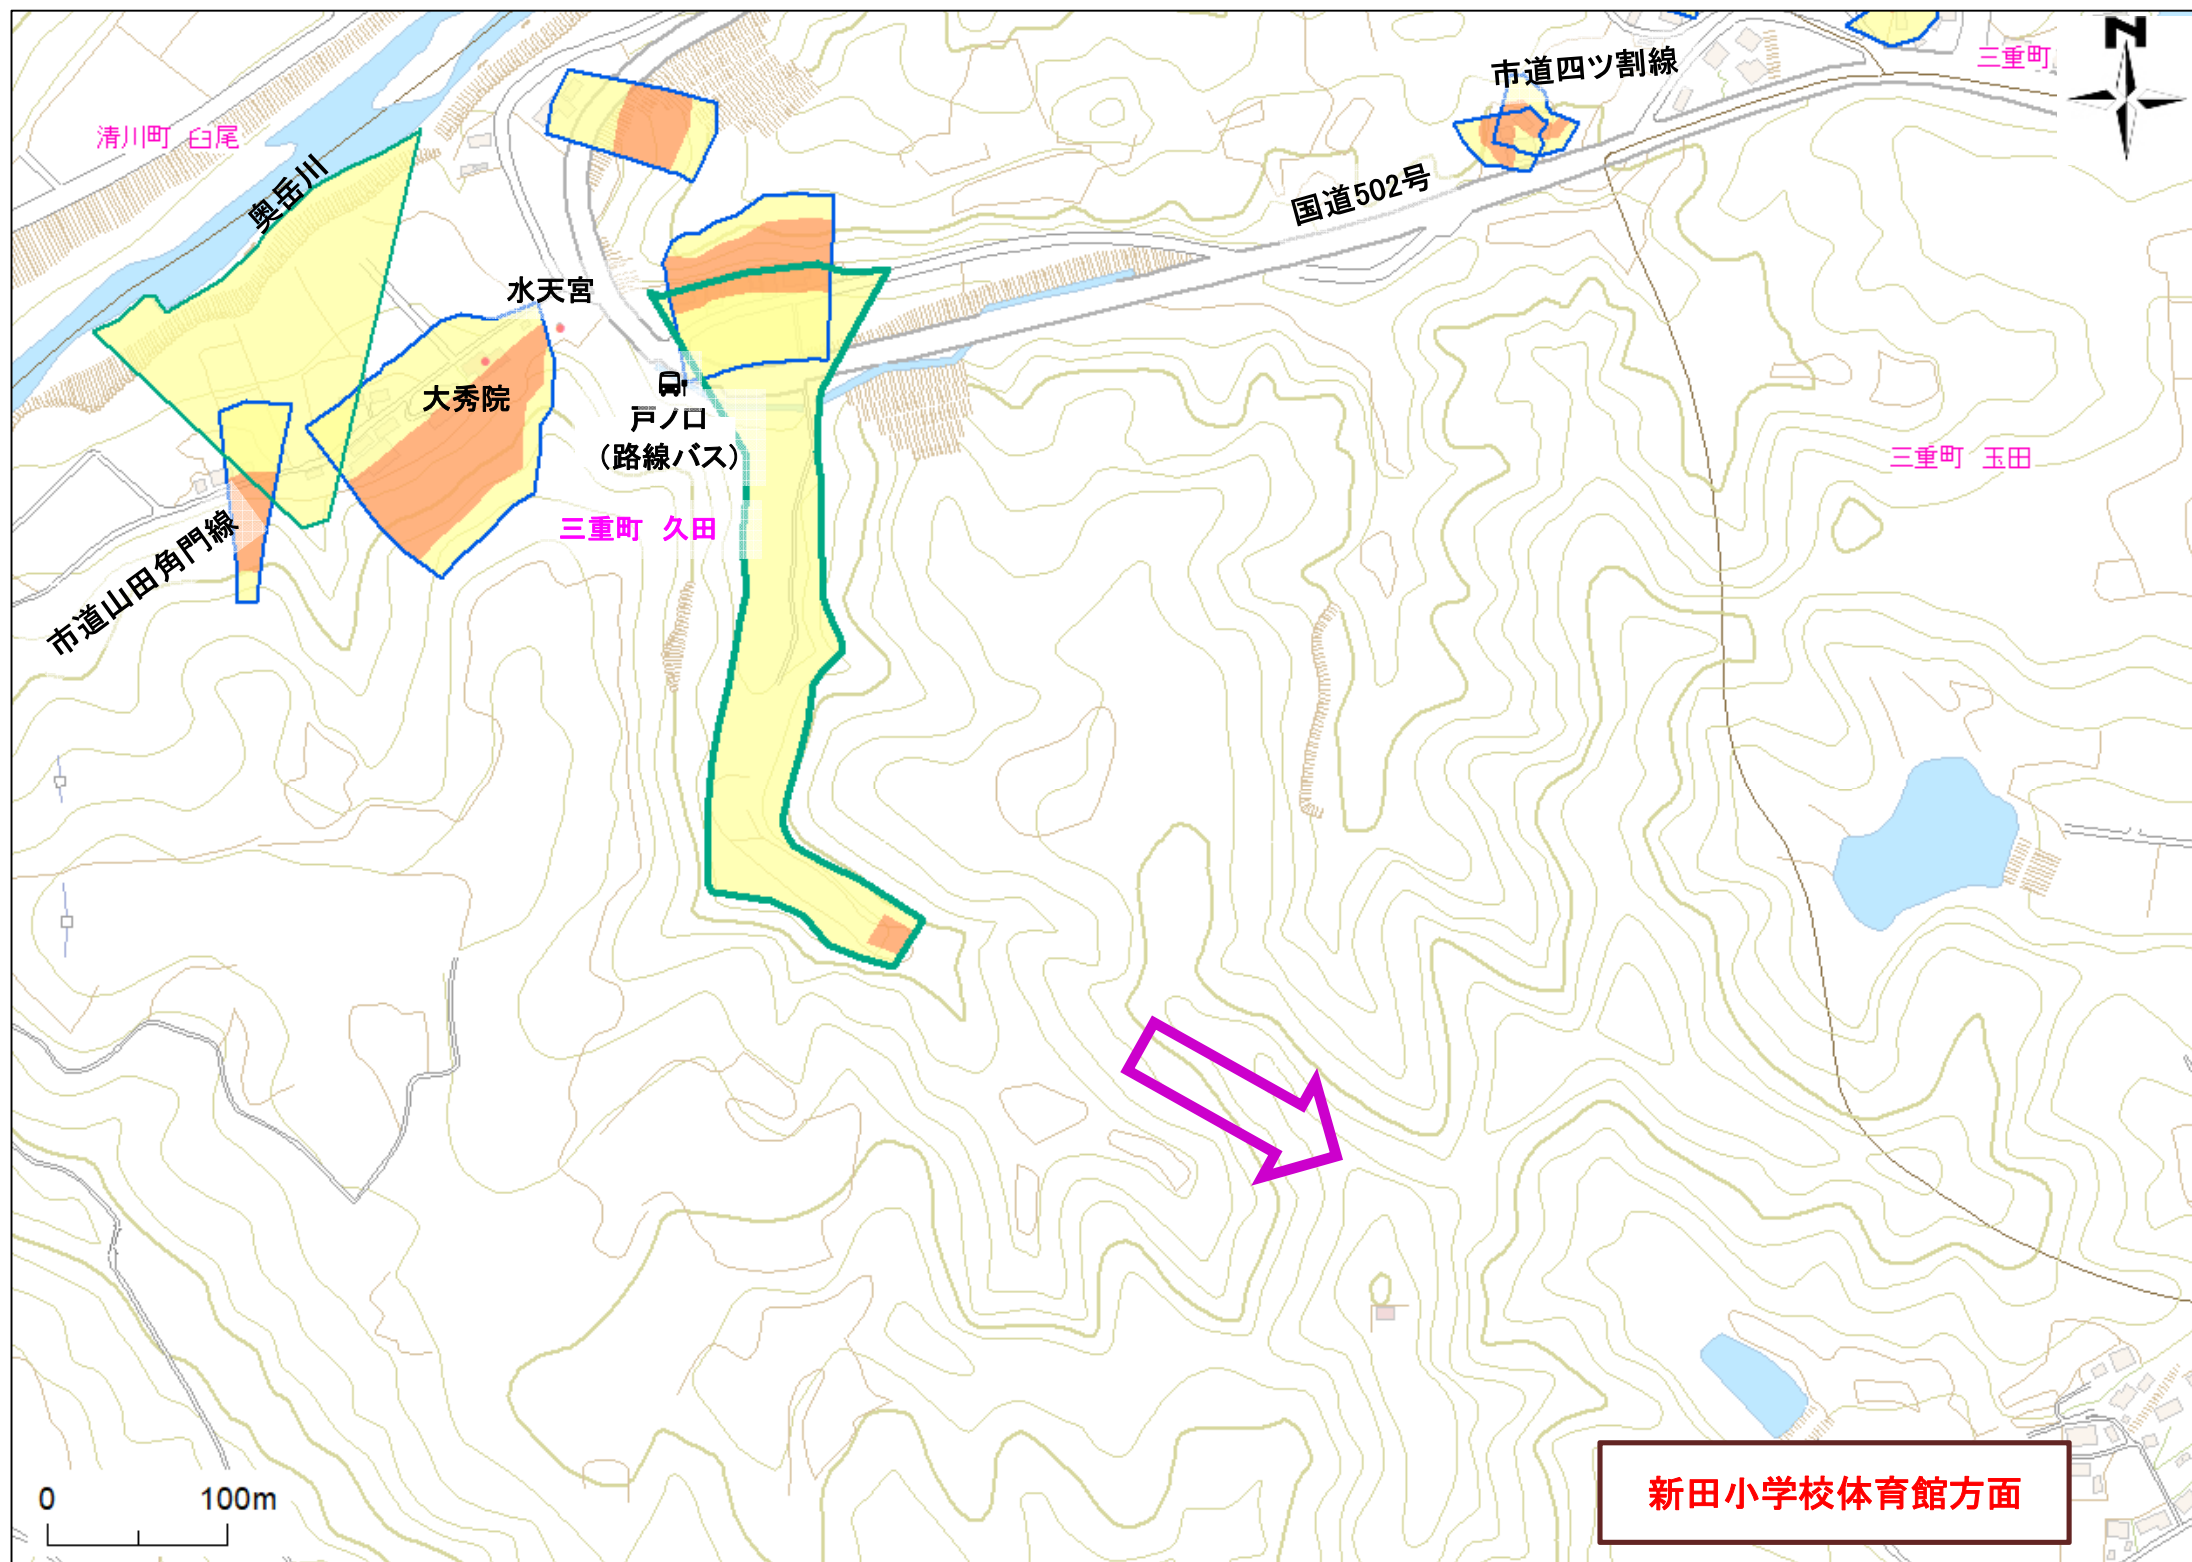 N
三重町
市道四ツ割線
清川町 臼尾
奥岳川
国道502号
水天宮
大秀院
戸ノ口
（路線バス）
三重町 玉田
三重町 久田
市道山田角門線
新田小学校体育館方面
0 100m